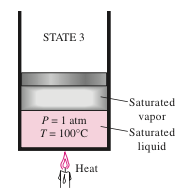 STATE 3
Saturated
vapor
P = 1 atm
T = 100°C
Saturated
liquid
Heat